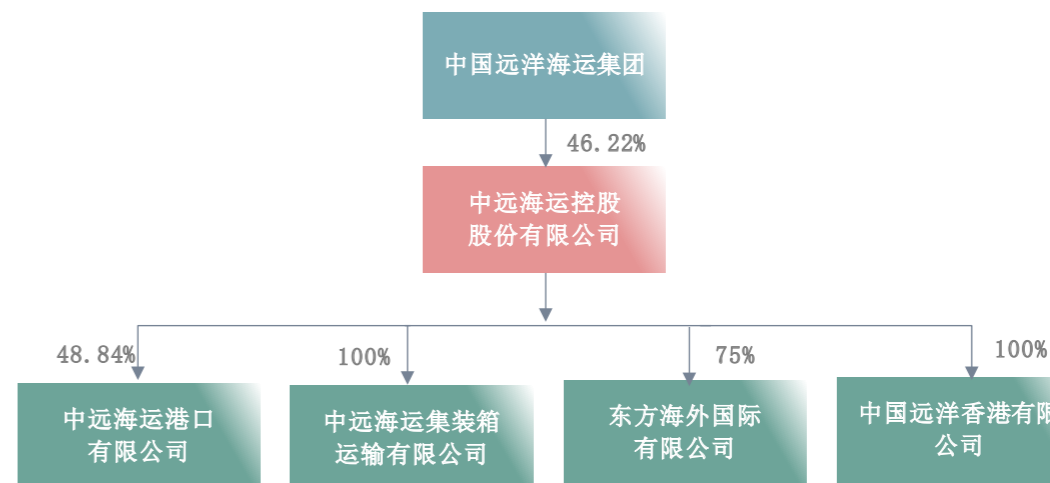 中国远洋海运集团
46.22%
中远海运控股
股份有限公司
48.84%
100%
75%
100%
中远海运港口
有限公司
中远海运集装箱
运输有限公司
东方海外国际
有限公司
中国远洋香港有限
公司